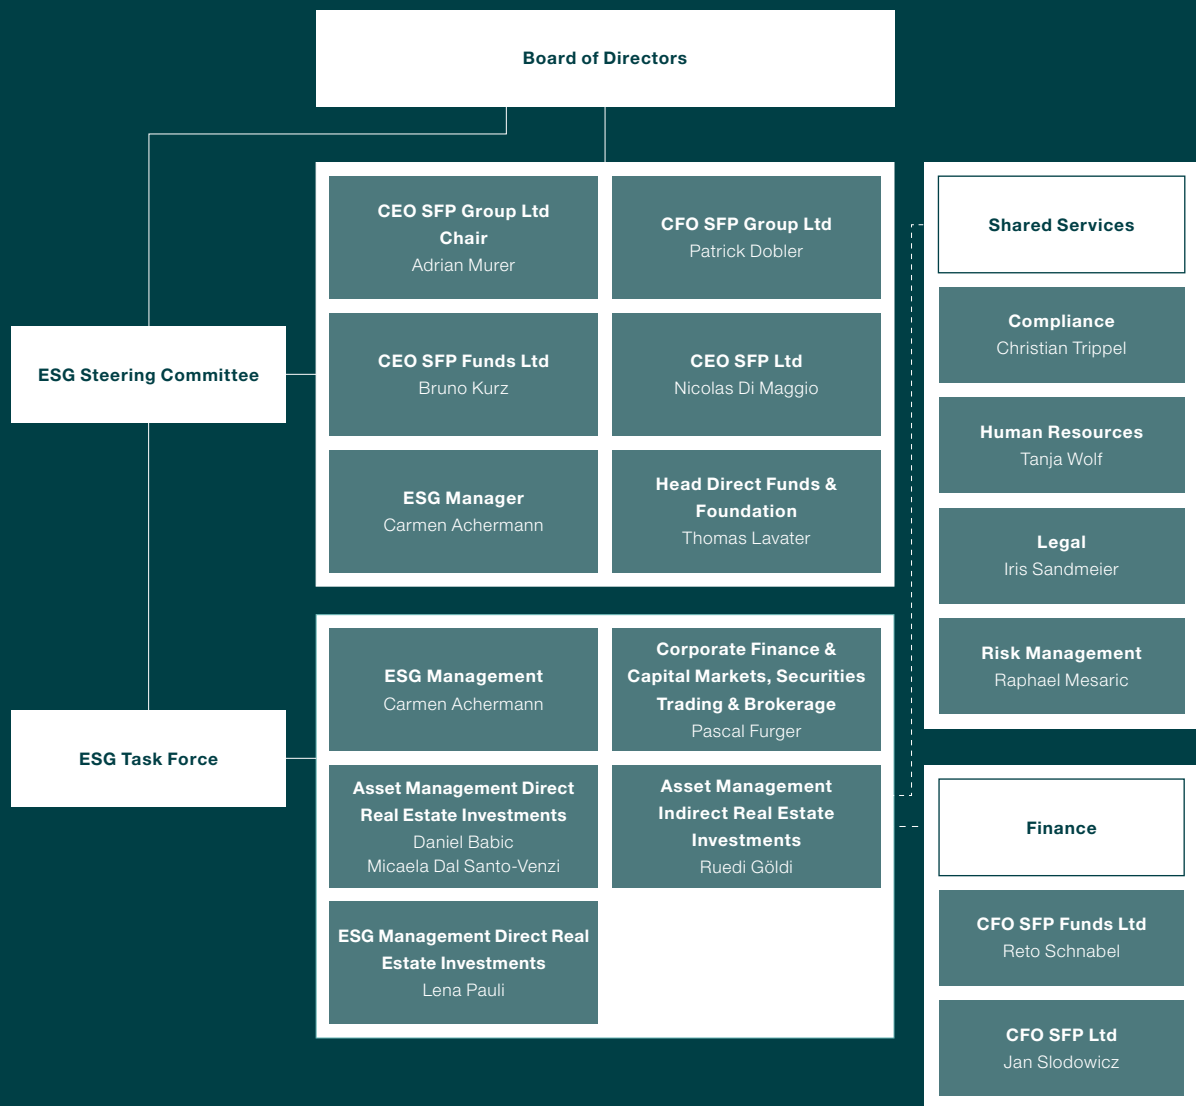 Board of Directors
ESG Steering Committee
CEO SFP Group Ltd
Chair
Adrian Murer
CFO SFP Group Ltd
Patrick Dobler
CEO SFP Funds Ltd
Bruno Kurz
CEO SFP Ltd
Nicolas Di Maggio
ESG Manager
Carmen Achermann
Head Direct Funds &
Foundation
Thomas Lavater
ESG Task Force
ESG Management
Carmen Achermann
Corporate Finance &
Capital Markets, Securities
Trading & Brokerage
Pascal Furger
Asset Management Direct
Real Estate Investments
Daniel Babic
Micaela Dal Santo-Venzi
Asset Management
Indirect Real Estate
Investments
Ruedi Göldi
ESG Management Direct Real
Estate Investments
Lena Pauli
Shared Services
Compliance
Christian Trippel
Human Resources
Tanja Wolf
Legal
Iris Sandmeier
Risk Management
Raphael Mesaric
Finance
CFO SFP Funds Ltd
Reto Schnabel
CFO SFP Ltd
Jan Slodowicz